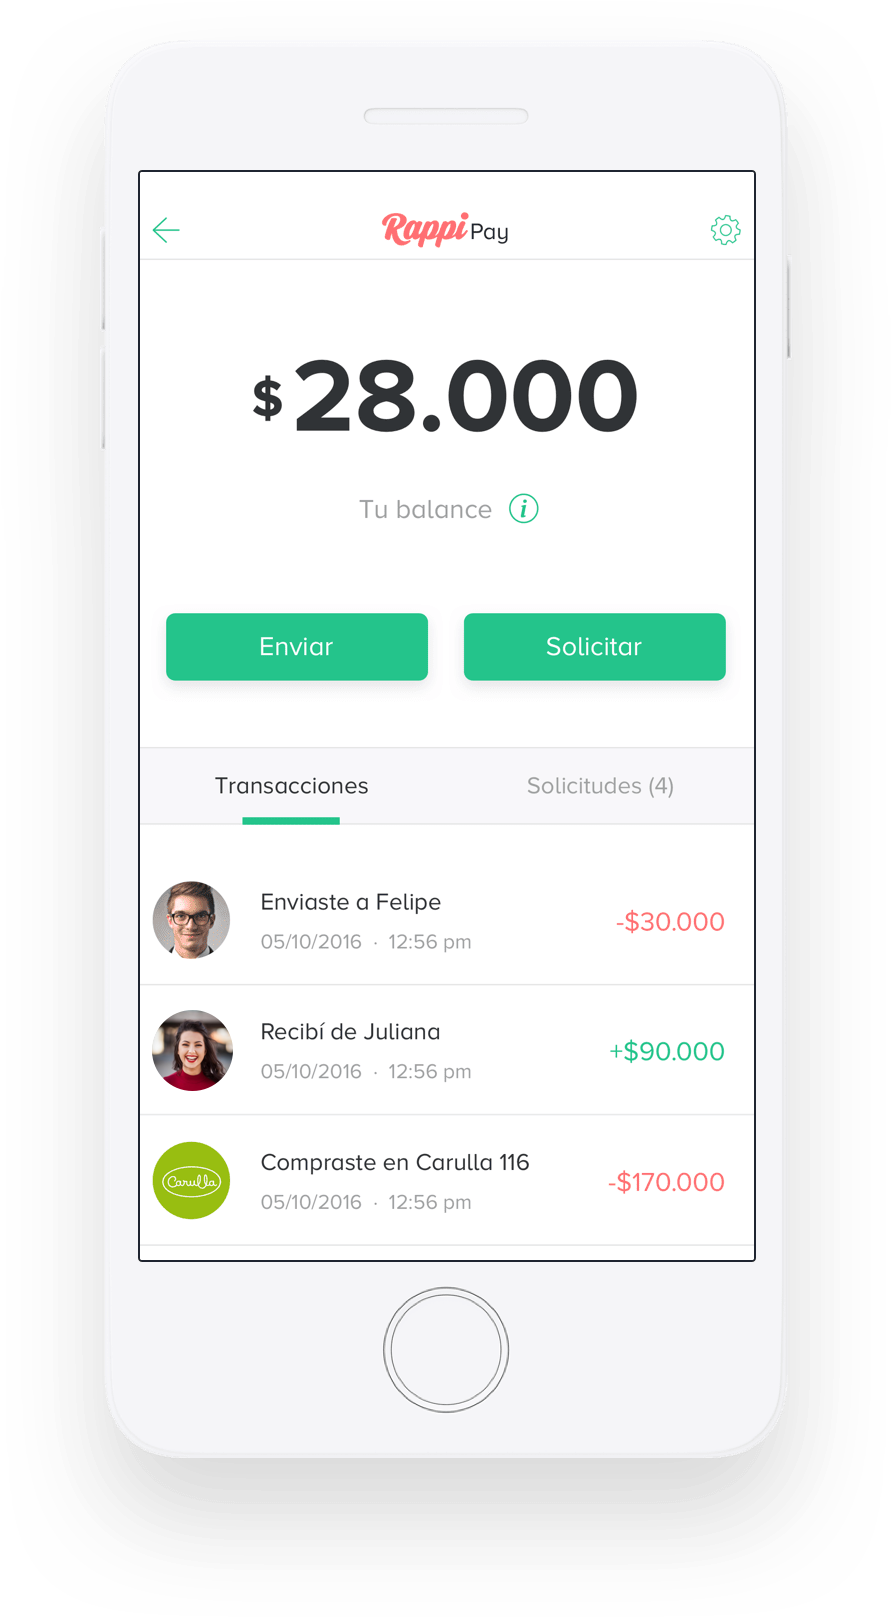 Rappi Pay
$28.000
Tu balance i
Enviar
Solicitar
Transacciones
Solicitudes (4)
Enviaste a Felipe
05/10/2016 · 12:56 pm
-$30.000
Recibí de Juliana
05/10/2016 · 12:56 pm
+$90.000
Carulla
Compraste en Carulla 116
05/10/2016 · 12:56 pm
-$170.000